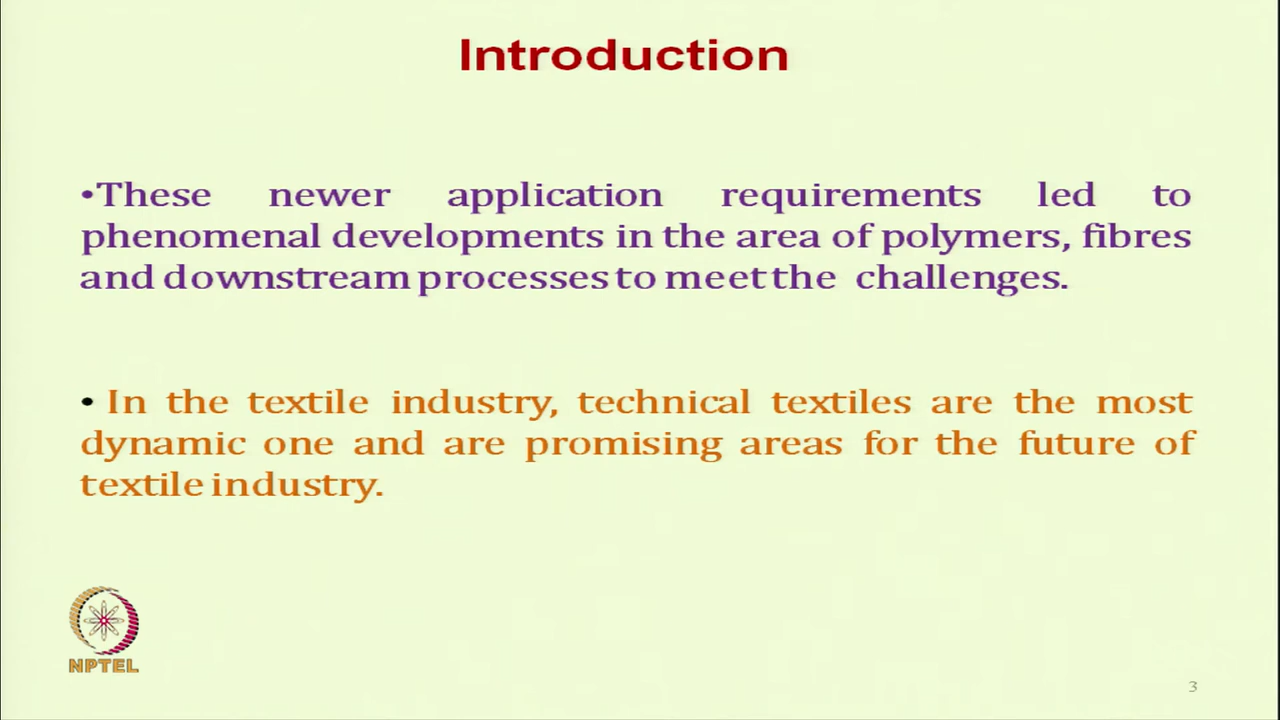 Introduction
•These newer application requirements led to
phenomenal developments in the area of polymers, fibres
and downstream processes to meet the challenges.
• In the textile industry, technical textiles are the most
dynamic one and are promising areas for the future of
textile industry.
NPTEL
3